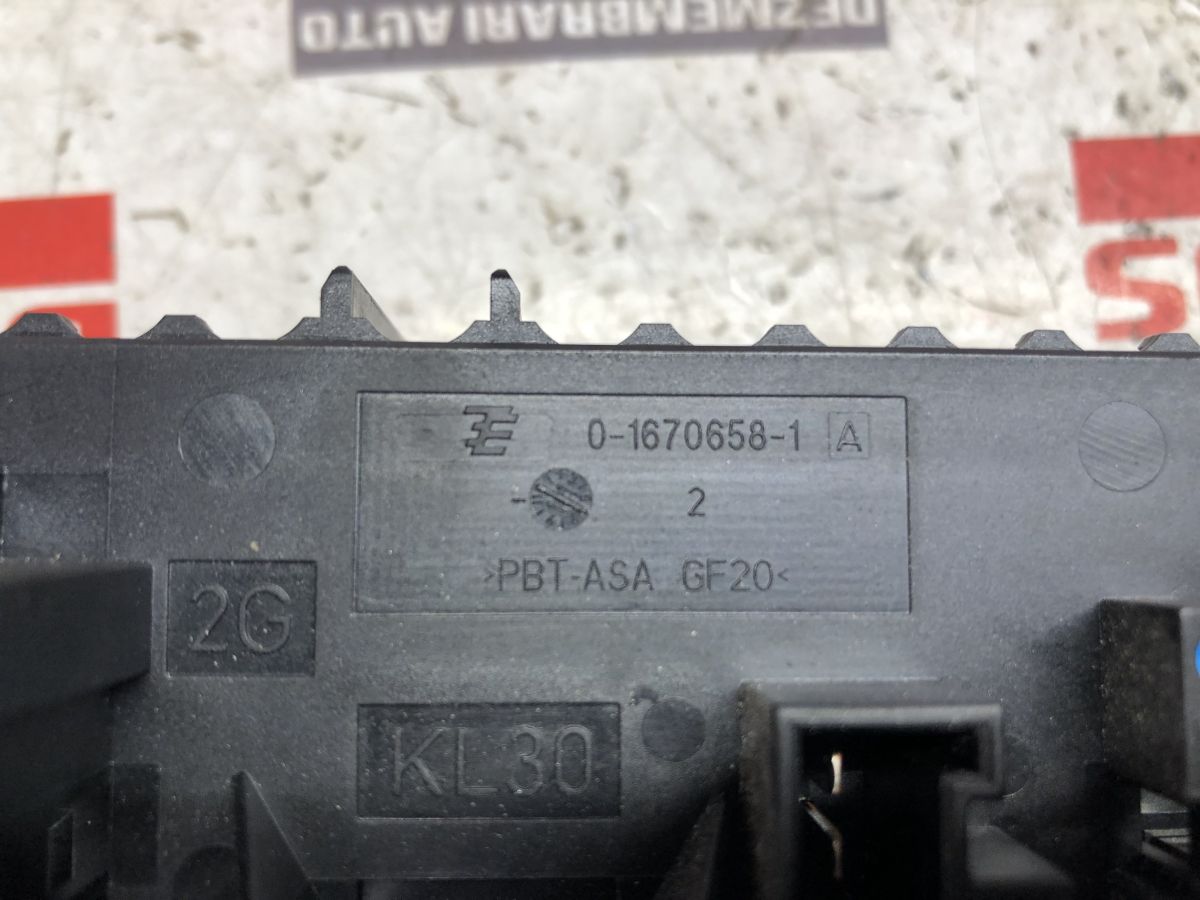 DEZMEMBRARI AUTO
0-1670658-1 A
- 2
>PBT-ASA GF20<
2G
KL30